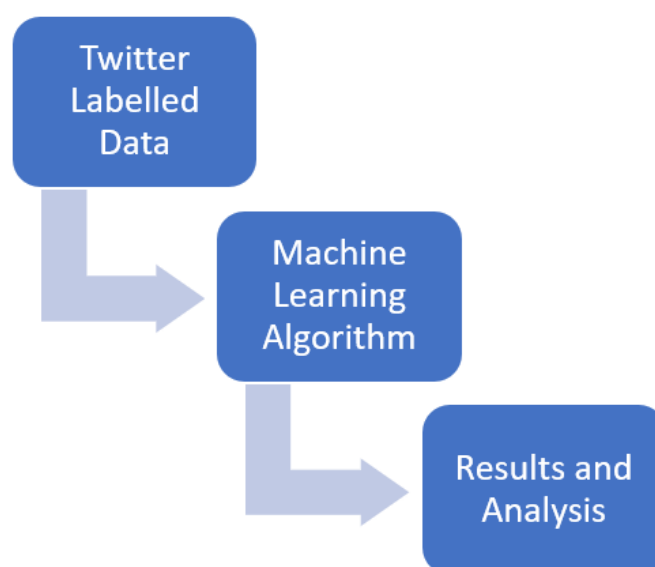 Twitter
Labelled
Data
Machine
Learning
Algorithm
Results and
Analysis